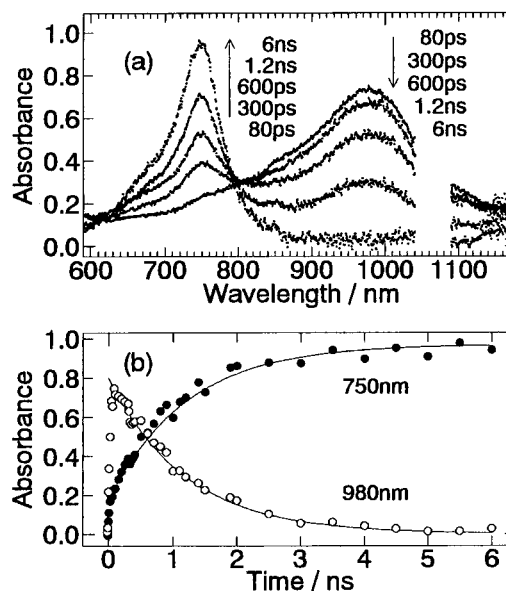 (a)
6ns
1.2ns
600ps
300ps
80ps
80ps
300ps
600ps
1.2ns
6ns
Absorbance
1.0
0.8
0.6
0.4
0.2
0.0
600 700 800 900 1000 1100
Wavelength / nm
(b)
Absorbance
1.0
0.8
0.6
0.4
0.2
0.0
750nm
980nm
0 1 2 3 4 5 6
Time / ns